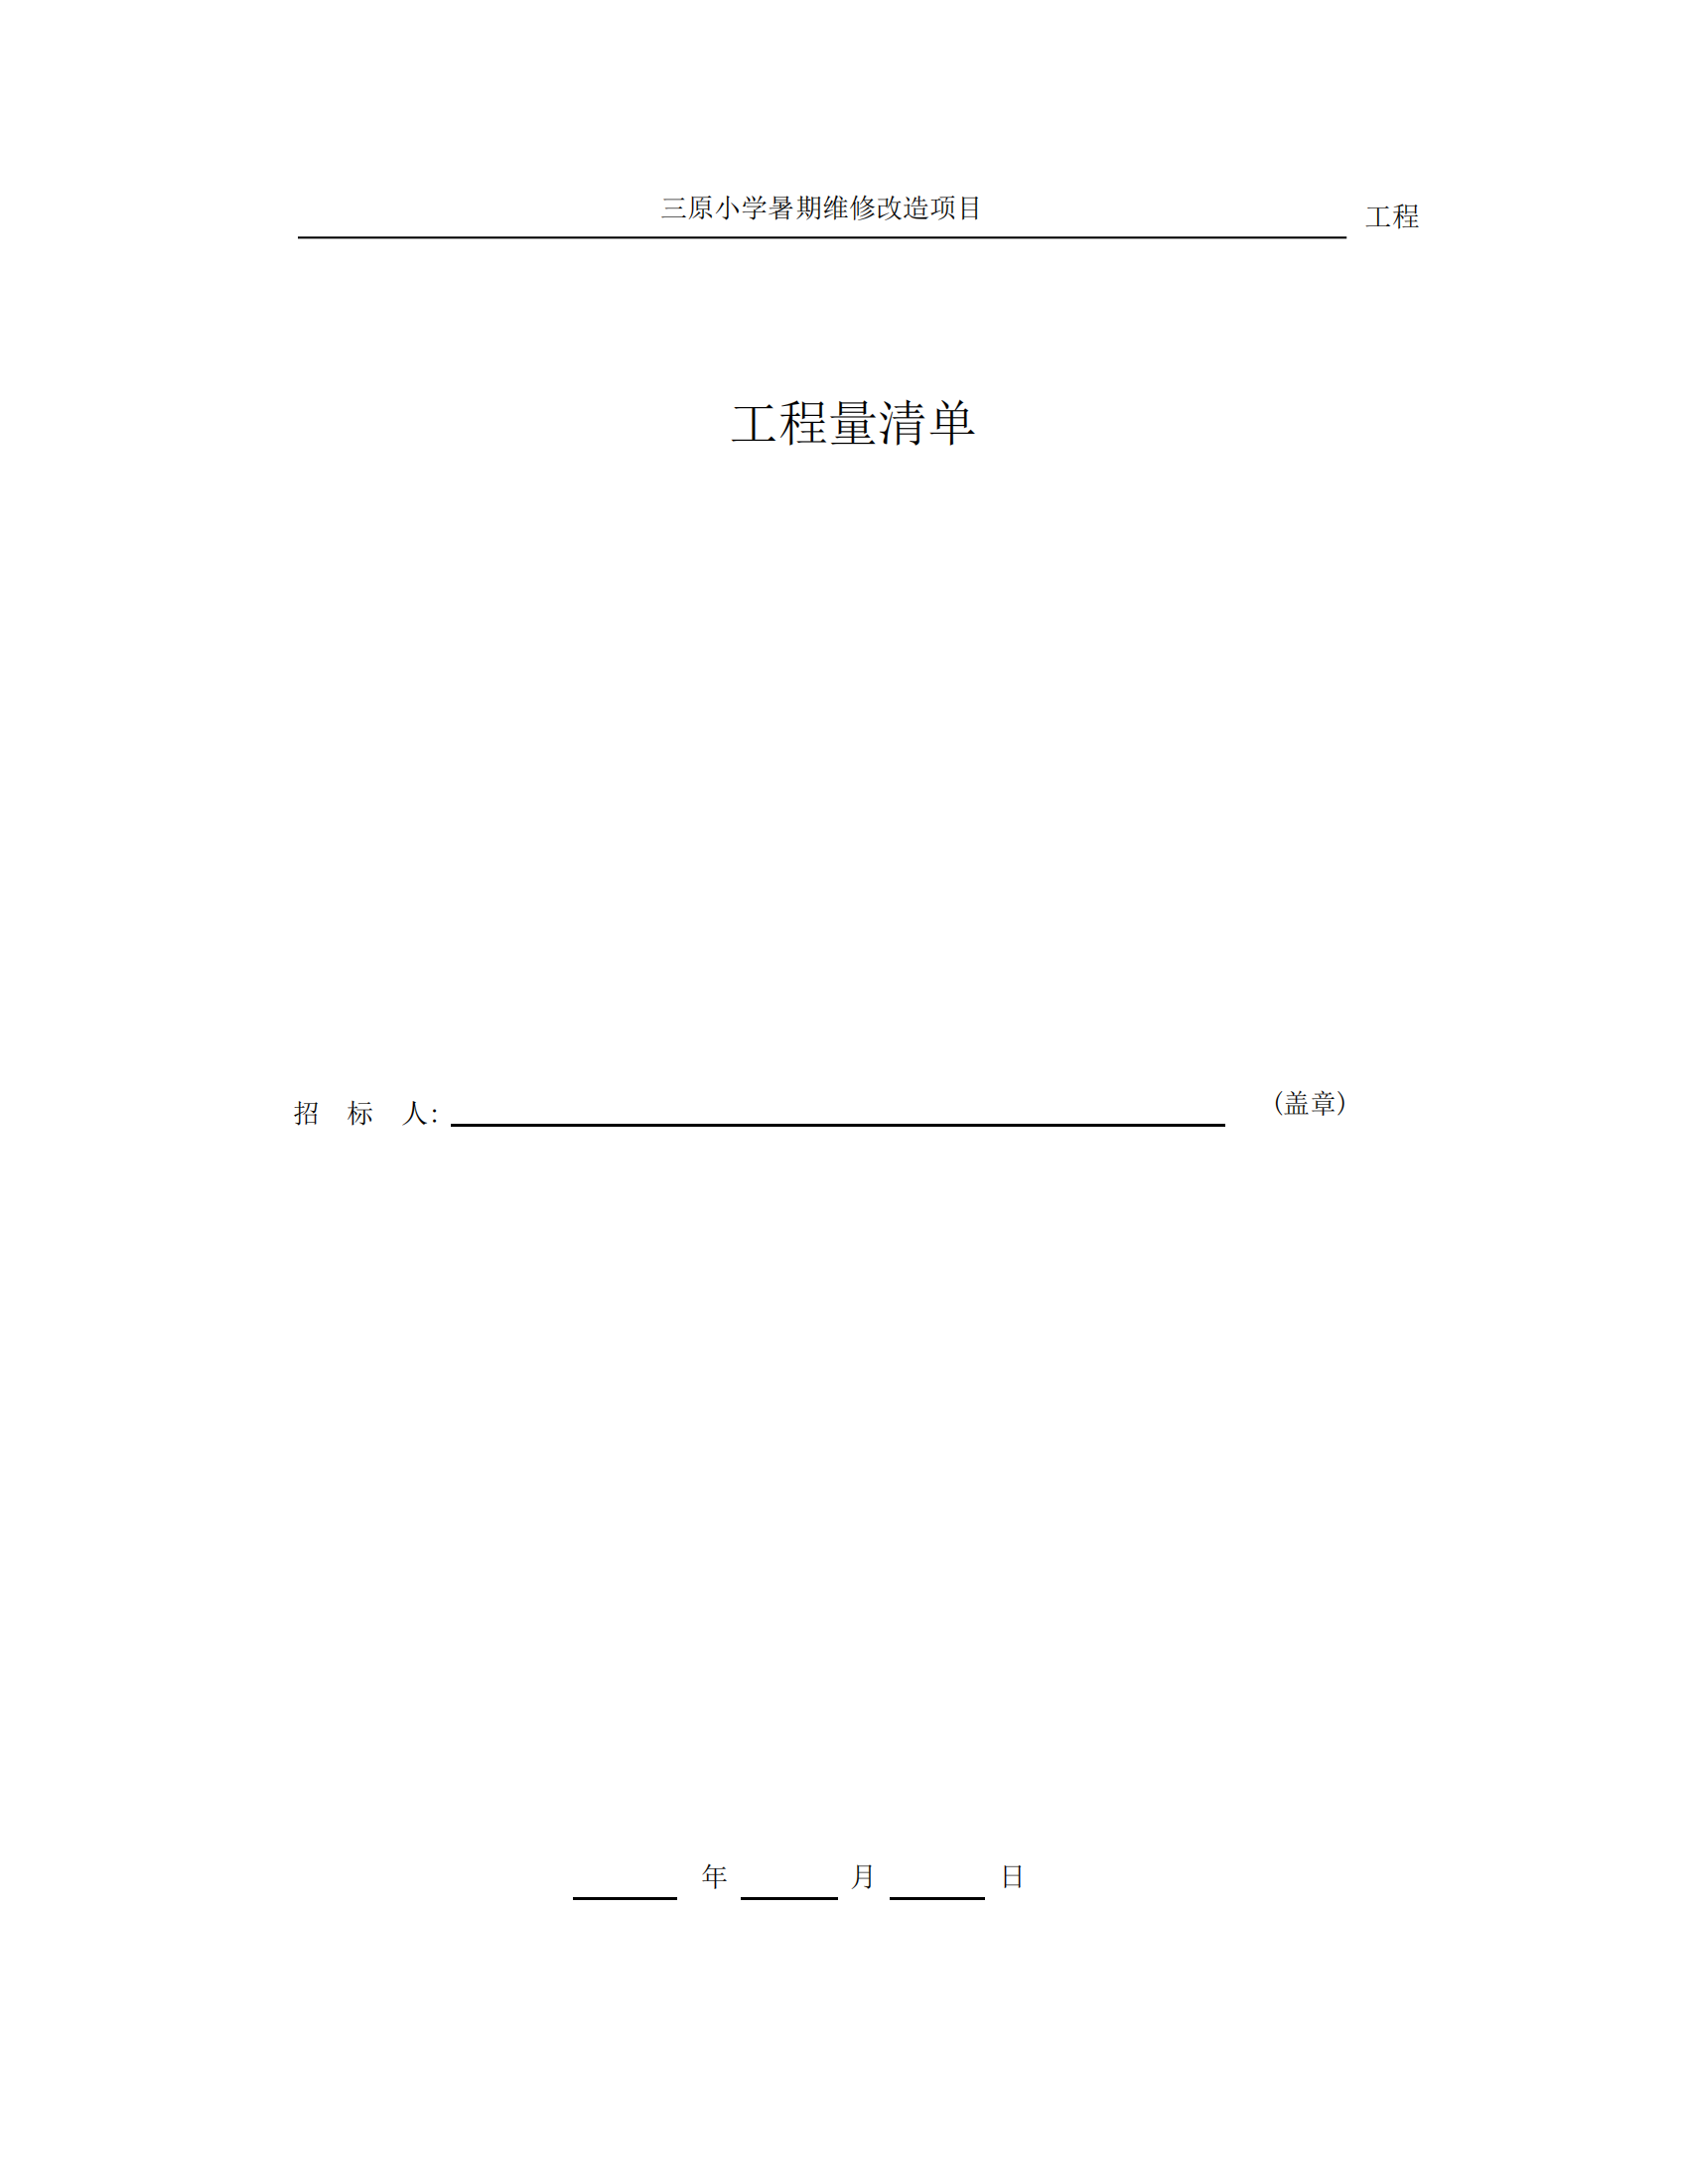 三原小学暑期维修改造项目 工程
工程量清单
招 标 人： (盖章)
年 月 日